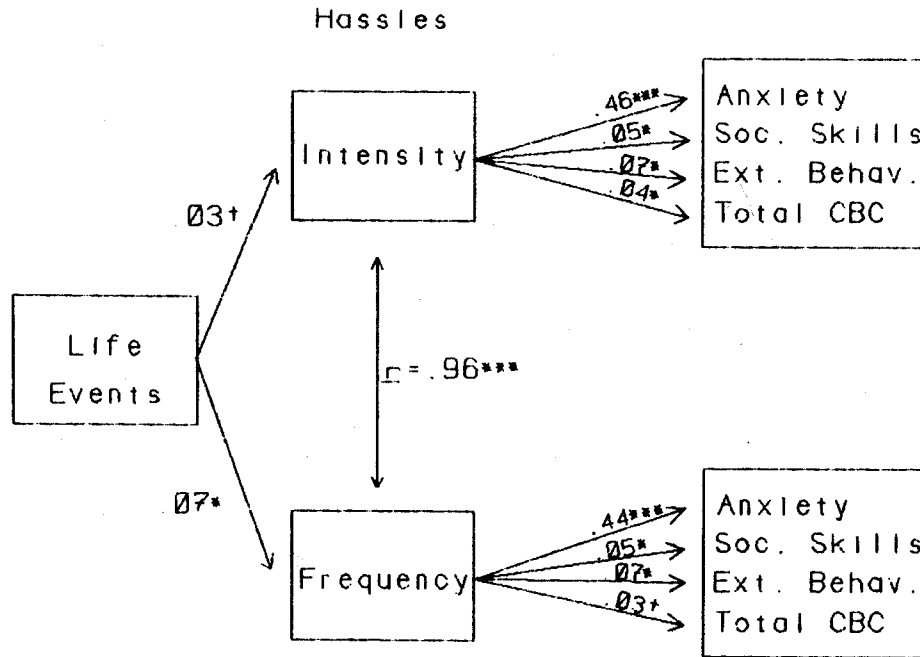 Hassles
Intensity
.46***
.05*
.07*
.04*
Anxiety
Soc. Skills
Ext. Behav.
Total CBC
03†
Life
Events
r = .96***
07*
Frequency
.44***
.05*
07*
.03†
Anxiety
Soc. Skills
Ext. Behav.
Total CBC